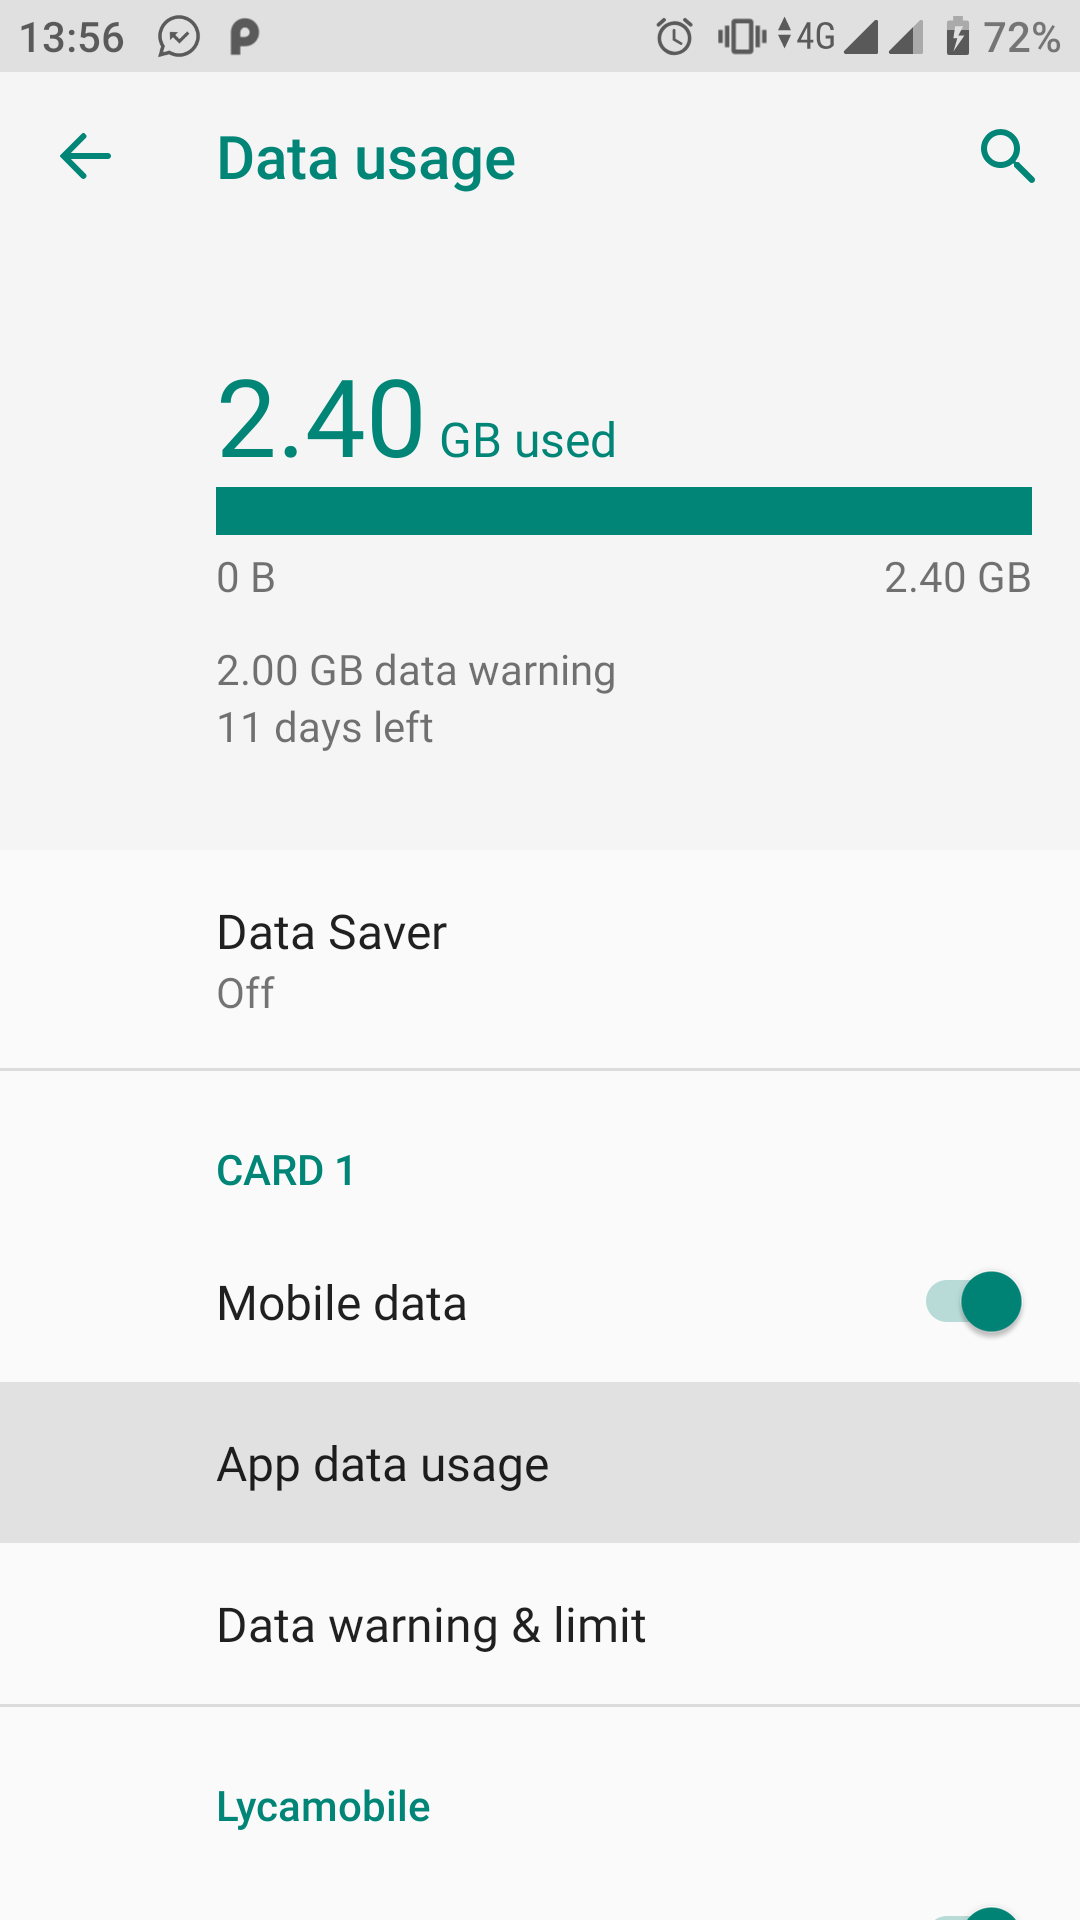 13:56 4G 72%
Data usage
2.40 GB used
0 B 2.40 GB
2.00 GB data warning
11 days left
Data Saver
Off
CARD 1
Mobile data
App data usage
Data warning & limit
Lycamobile